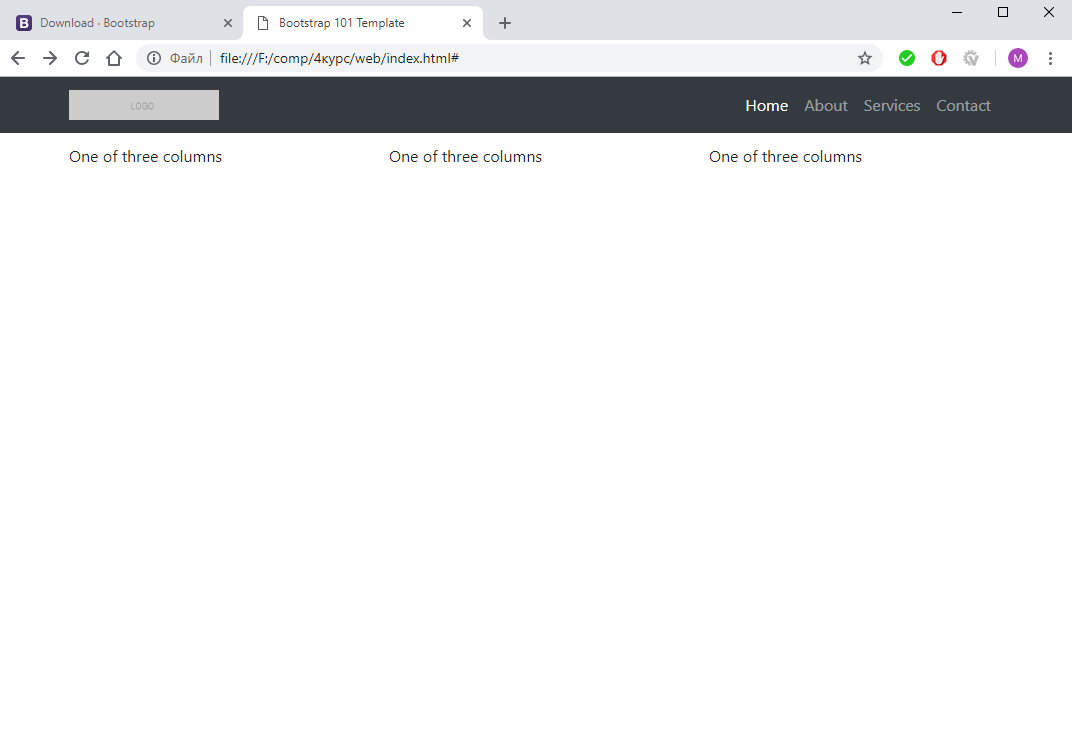 Download · Bootstrap
Bootstrap 101 Template
Файл
file:///F:/comp/4курс/web/index.html#
M
LOGO
Home
About
Services
Contact
One of three columns
One of three columns
One of three columns